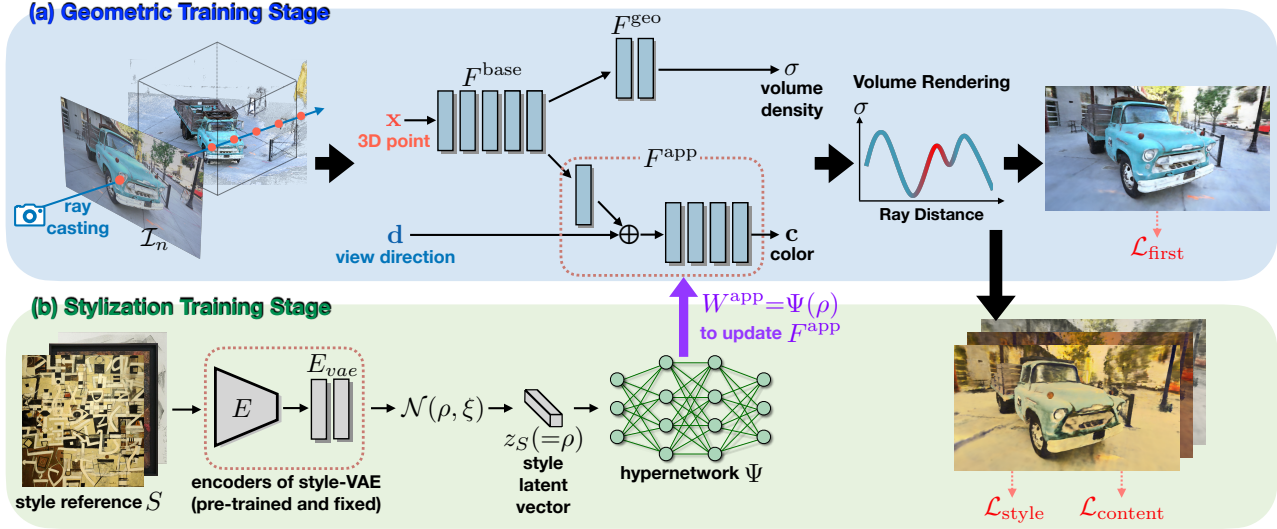 (a) Geometric Training Stage
ray
casting
𝓘ₙ
F^base
x
3D point
F^geo
σ
volume
density
F^app
d
view direction
⊕
c
color
Volume Rendering
σ
Ray Distance
𝓛_first
(b) Stylization Training Stage
style reference S
E
E_vae
encoders of style-VAE
(pre-trained and fixed)
𝒩(ρ, ξ)
z_S(=ρ)
style
latent
vector
W^app=Ψ(ρ)
to update F^app
hypernetwork Ψ
𝓛_style
𝓛_content